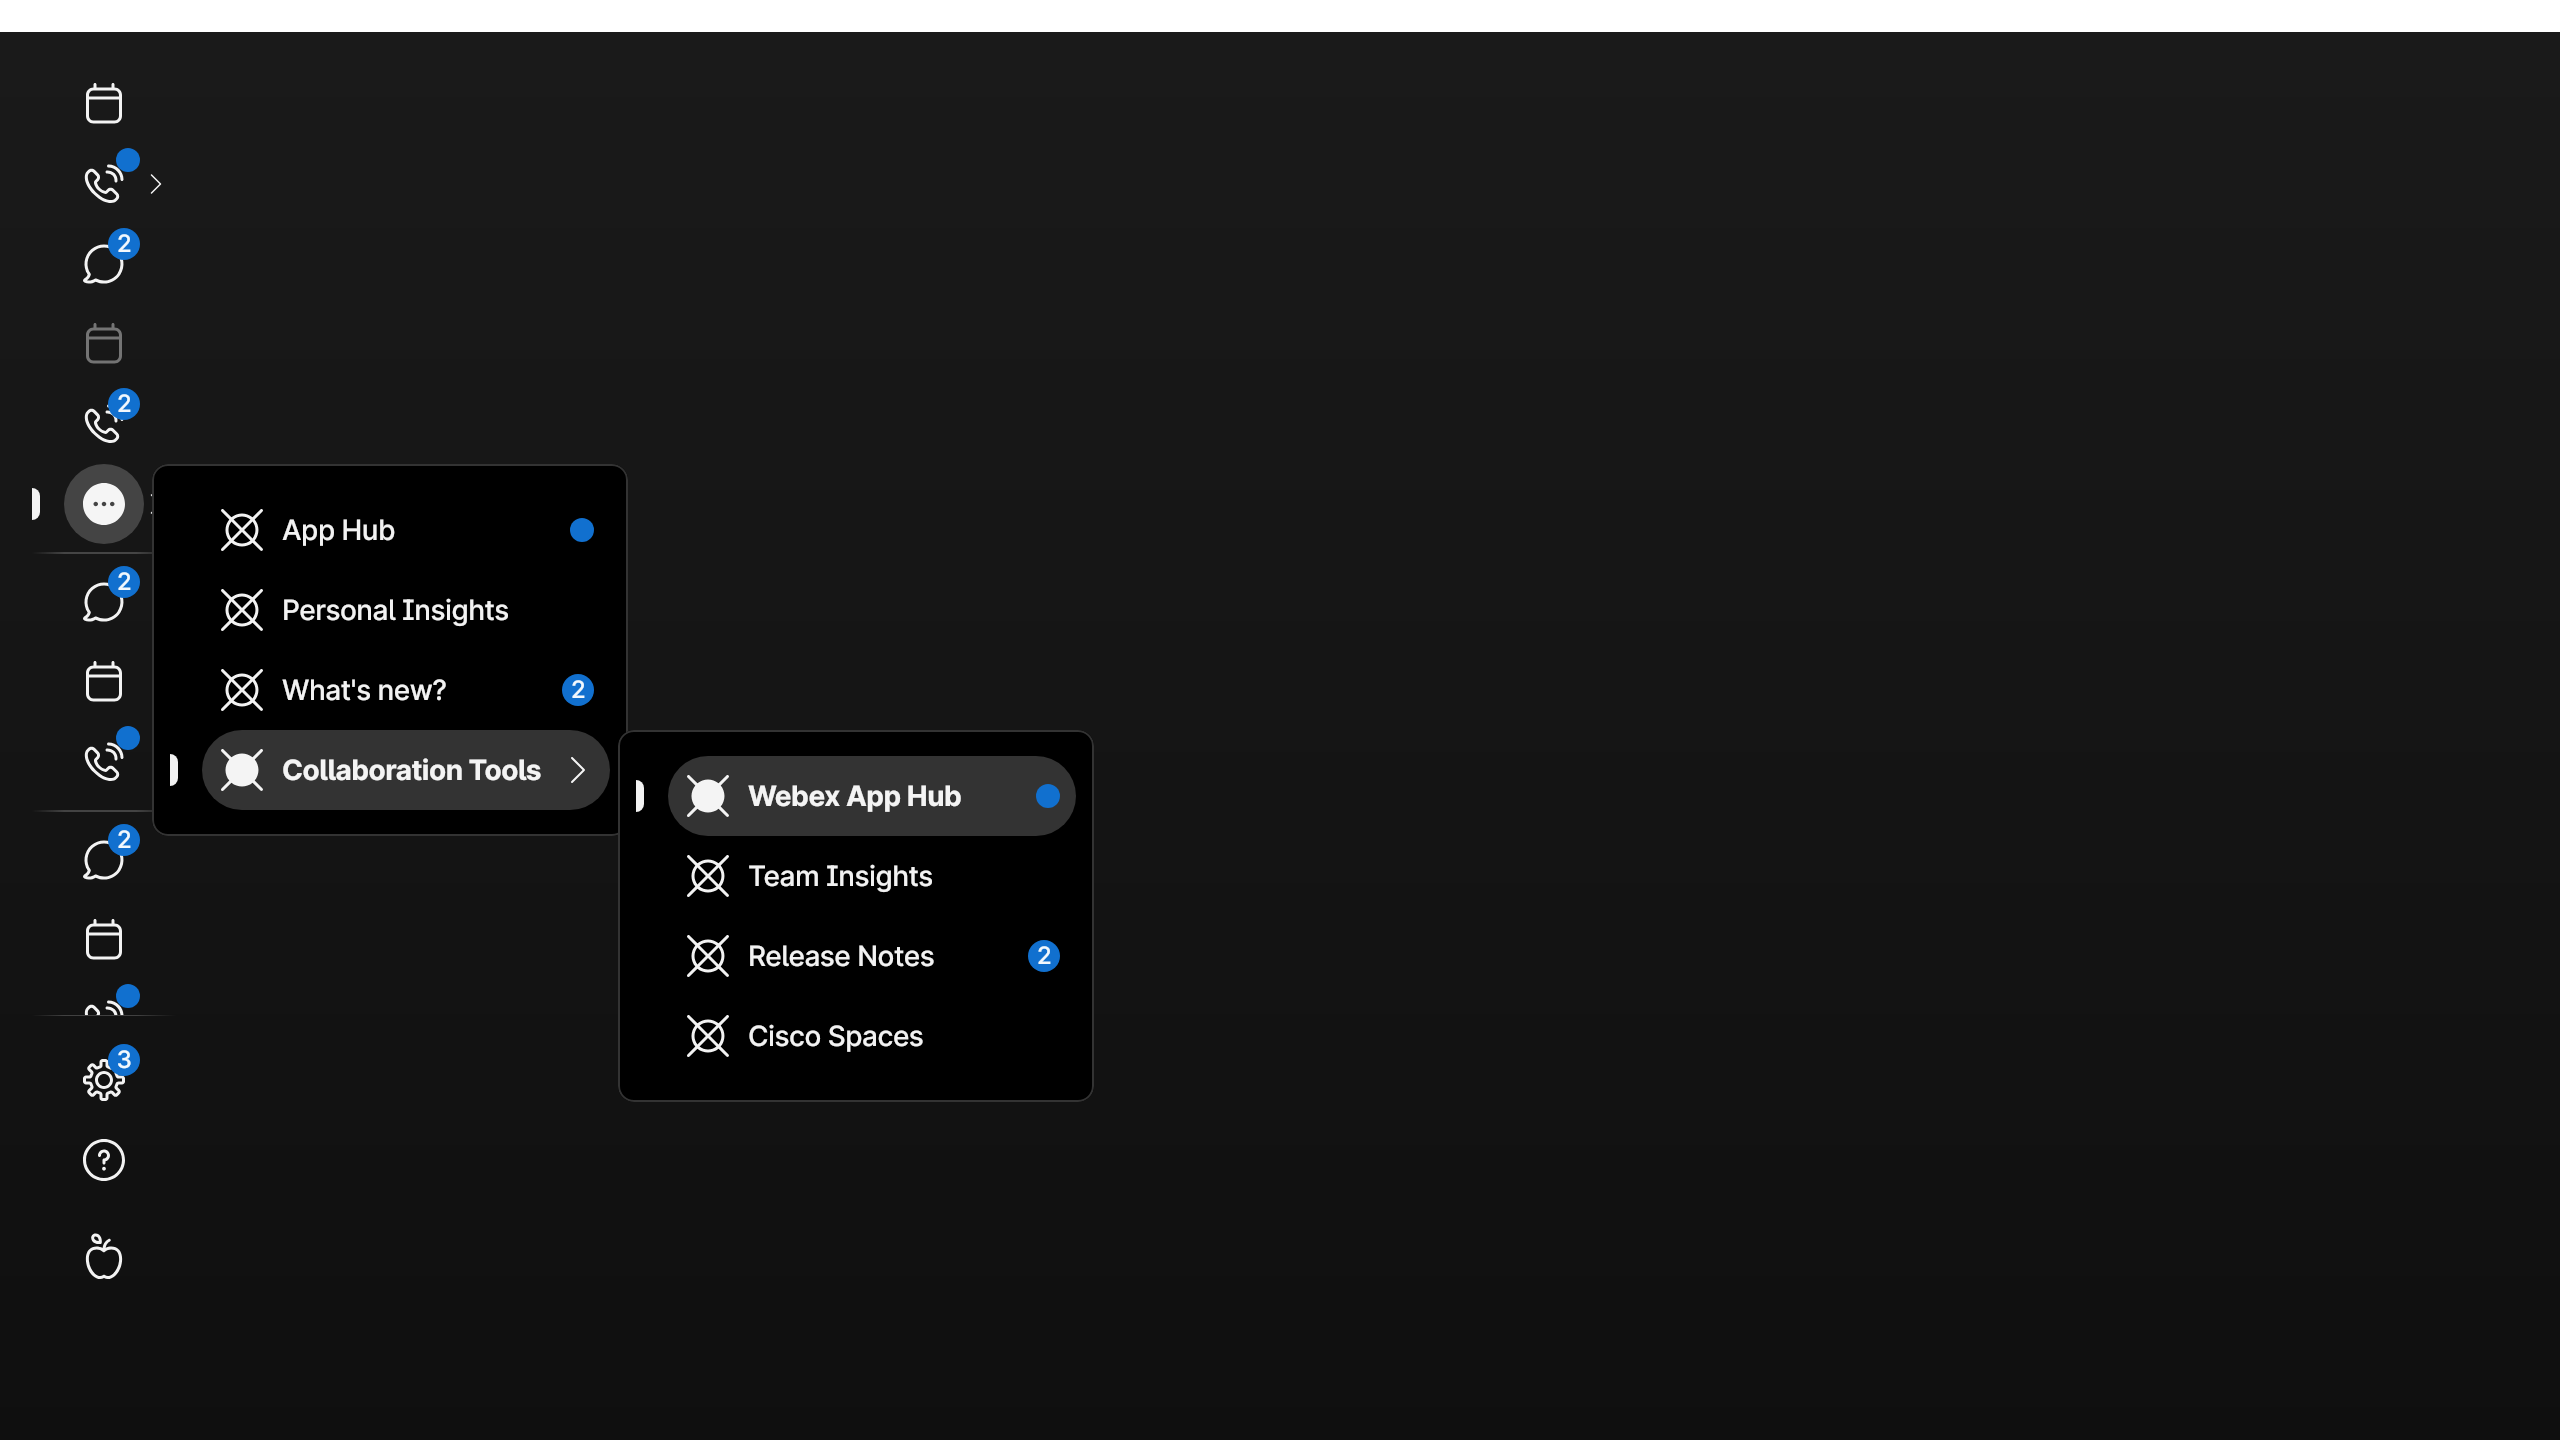 2
2
App Hub
2
Personal Insights
What's new?
2
Collaboration Tools
Webex App Hub
2
Team Insights
Release Notes
2
Cisco Spaces
3
?